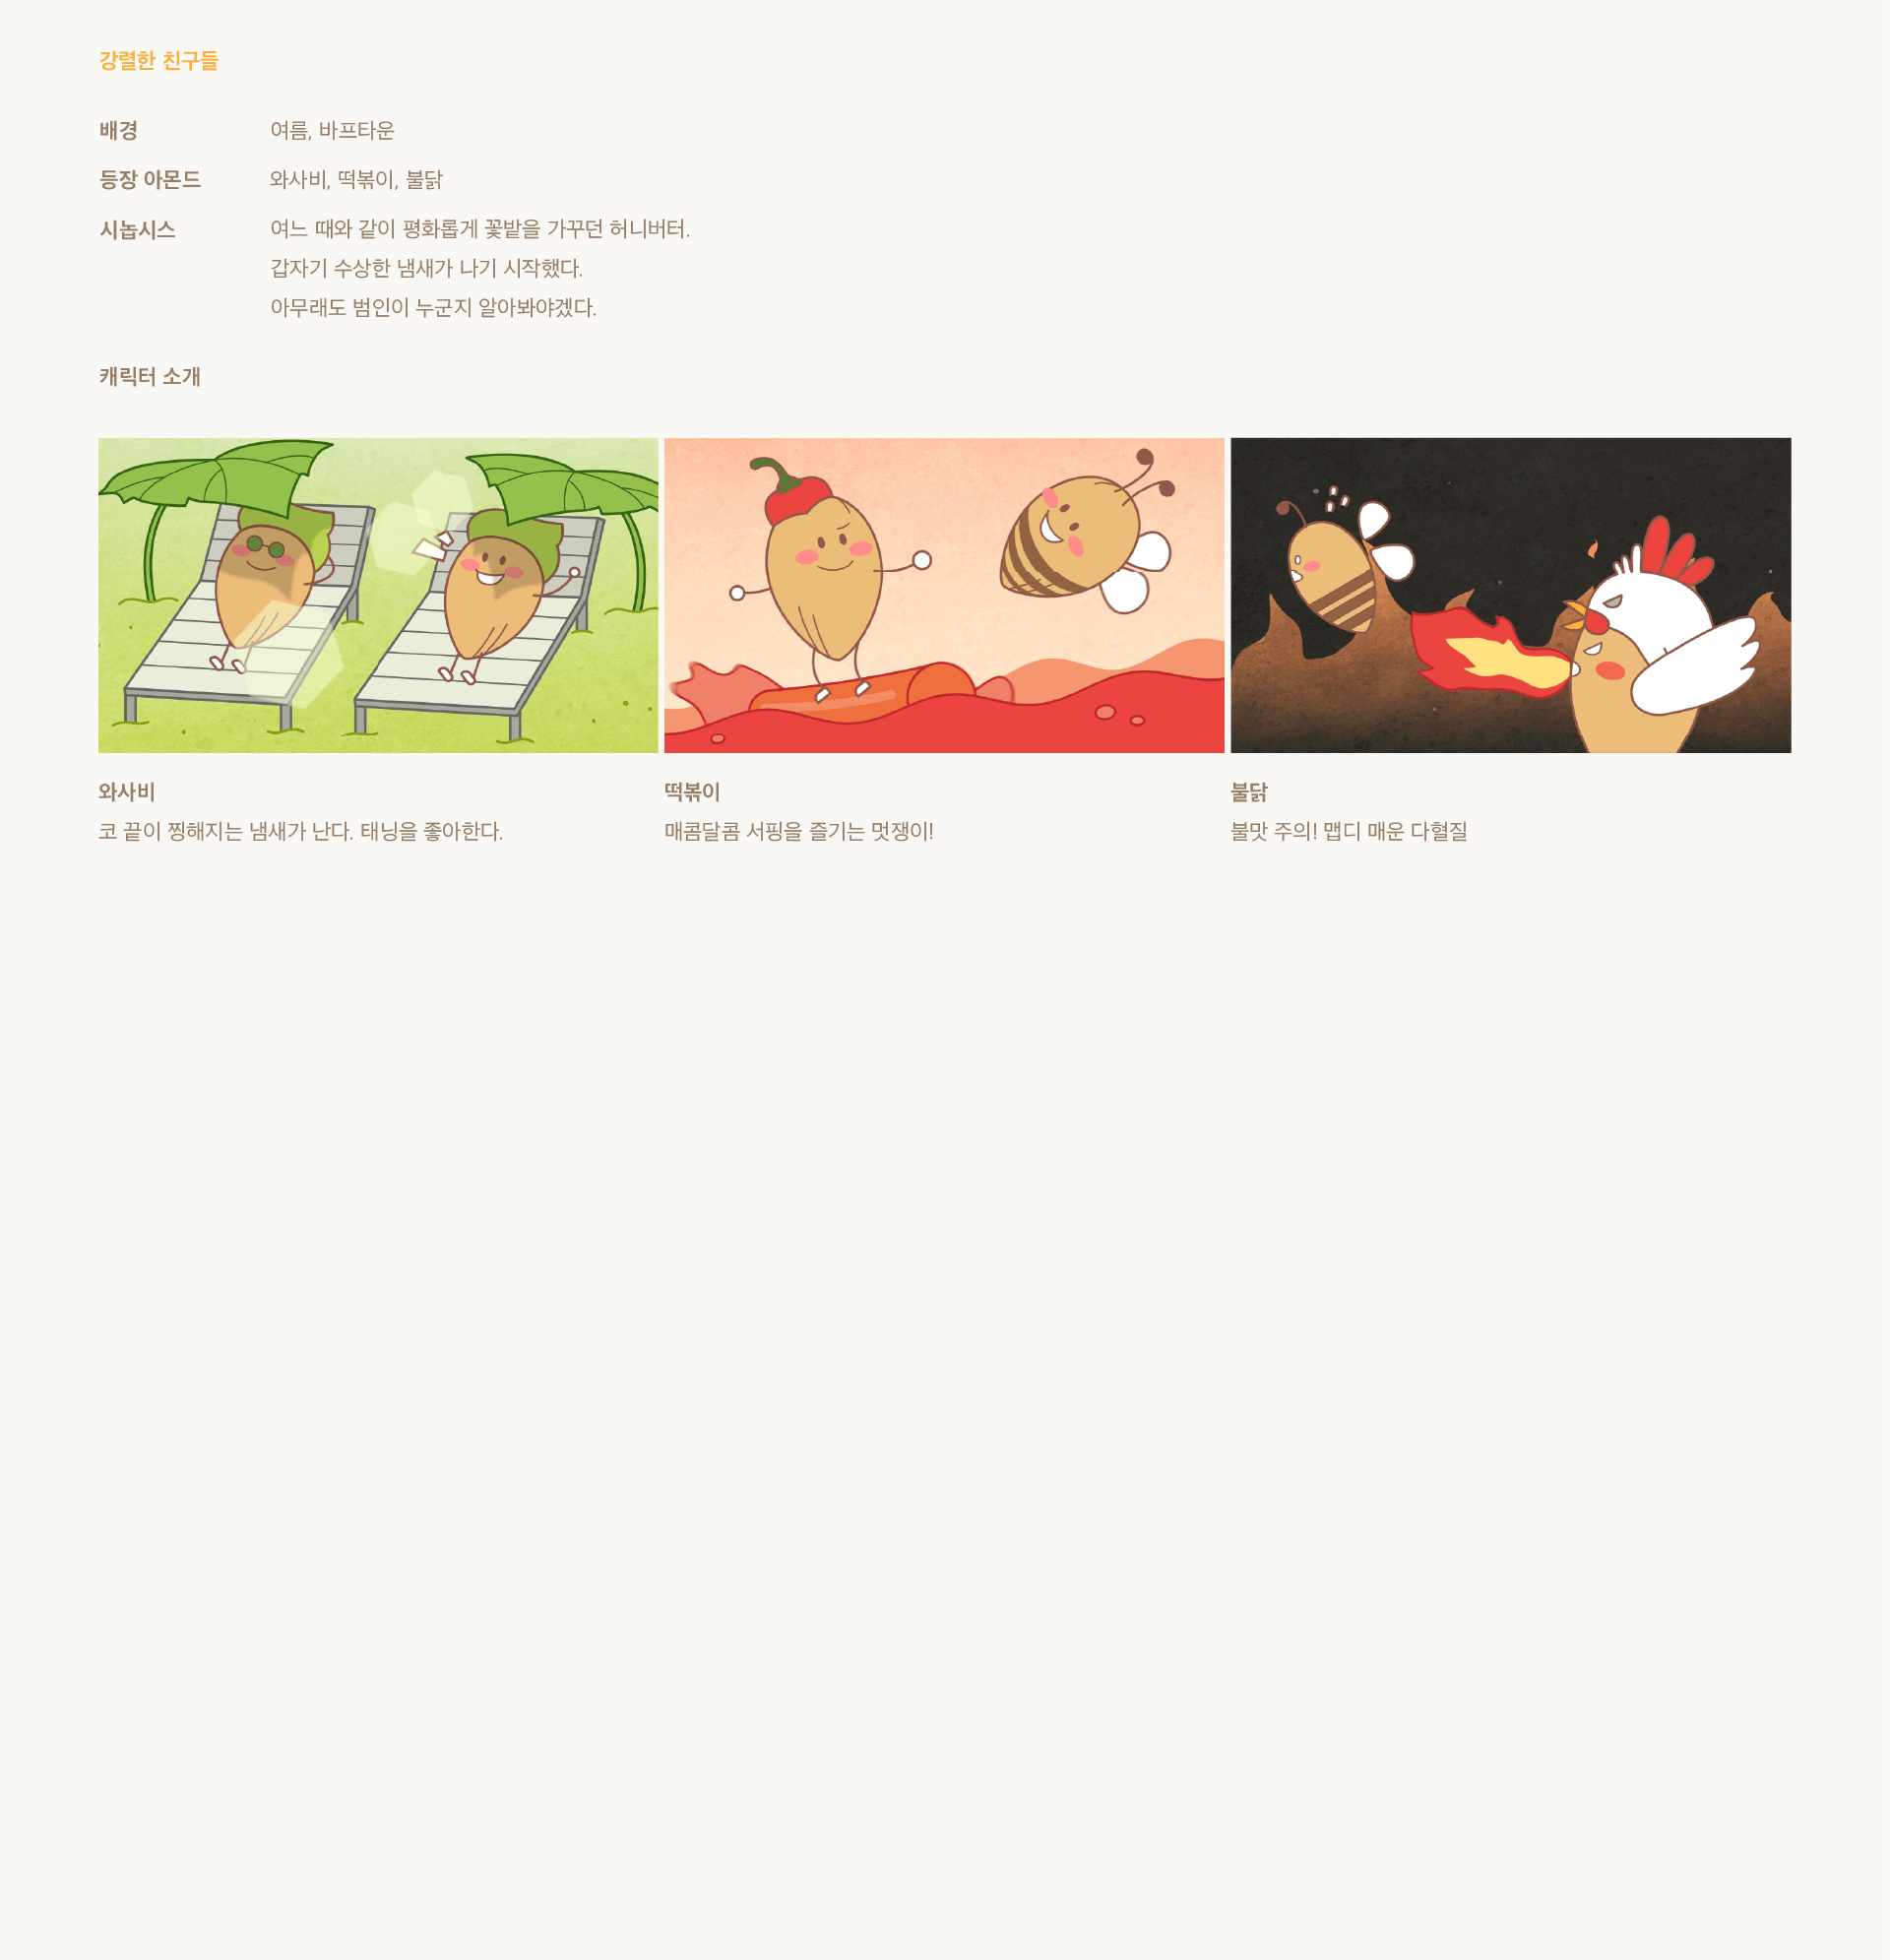 강렬한 친구들
배경 여름, 바프타운
등장 아몬드 와사비, 떡볶이, 불닭
시놉시스 여느 때와 같이 평화롭게 꽃밭을 가꾸던 허니버터.
갑자기 수상한 냄새가 나기 시작했다.
아무래도 범인이 누군지 알아봐야겠다.
캐릭터 소개
와사비
코 끝이 찡해지는 냄새가 난다. 태닝을 좋아한다.
떡볶이
매콤달콤 서핑을 즐기는 멋쟁이!
불닭
불맛 주의! 맵디 매운 다혈질